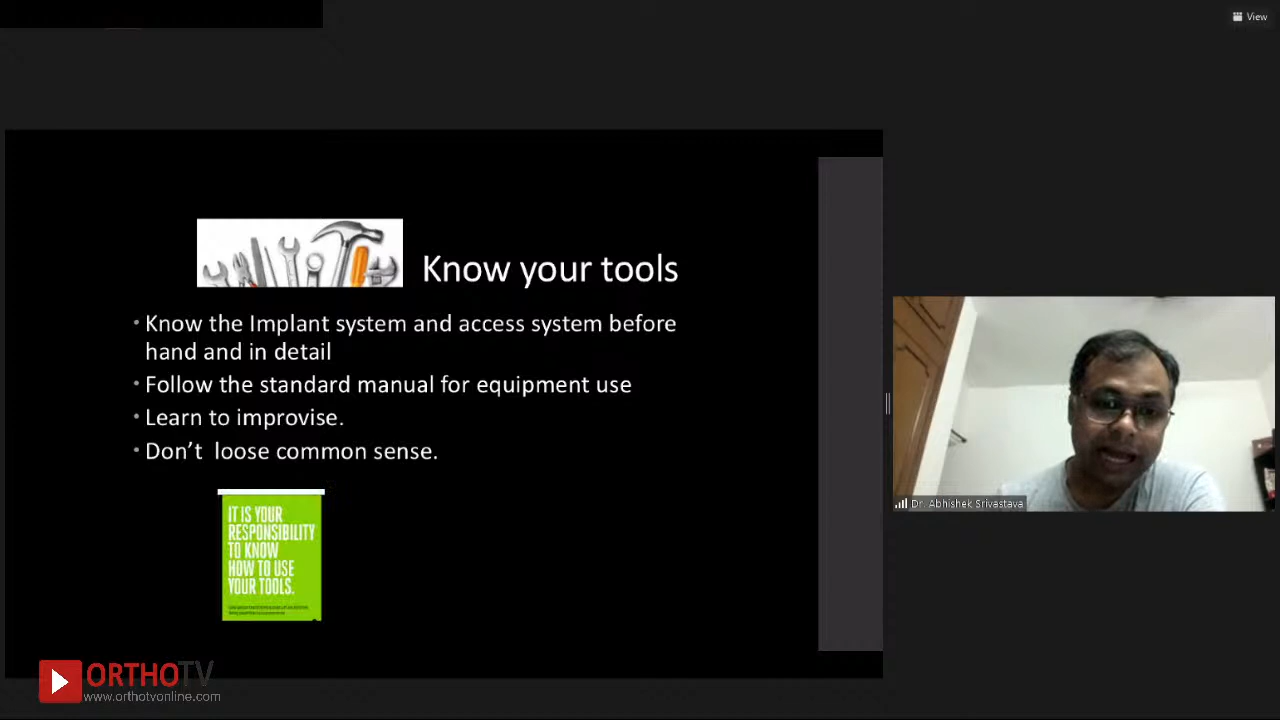 View
Know your tools
• Know the Implant system and access system before
hand and in detail
• Follow the standard manual for equipment use
• Learn to improvise.
• Don’t loose common sense.
IT IS YOUR
RESPONSIBILITY
TO KNOW
HOW TO USE
YOUR TOOLS.
Dr. Abhishek Srivastava
ORTHOTV
www.orthotvonline.com